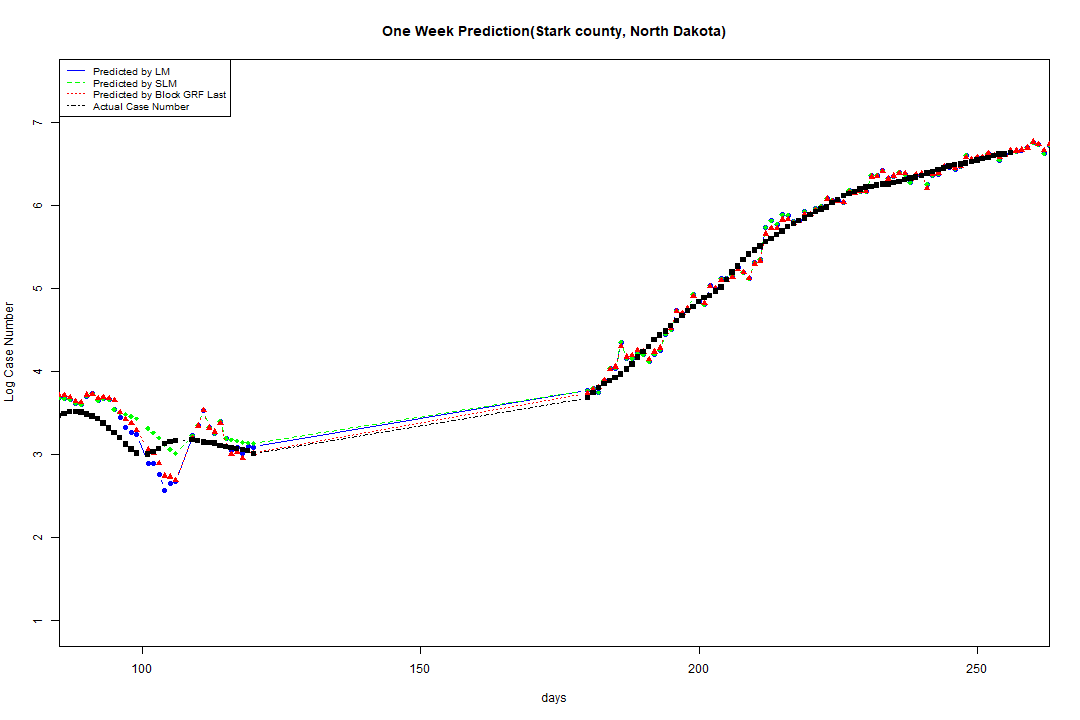 One Week Prediction(Stark county, North Dakota)
Predicted by LM
Predicted by SLM
Predicted by Block GRF Last
Actual Case Number
Log Case Number
7
6
5
4
3
2
1
100 150 200 250
days